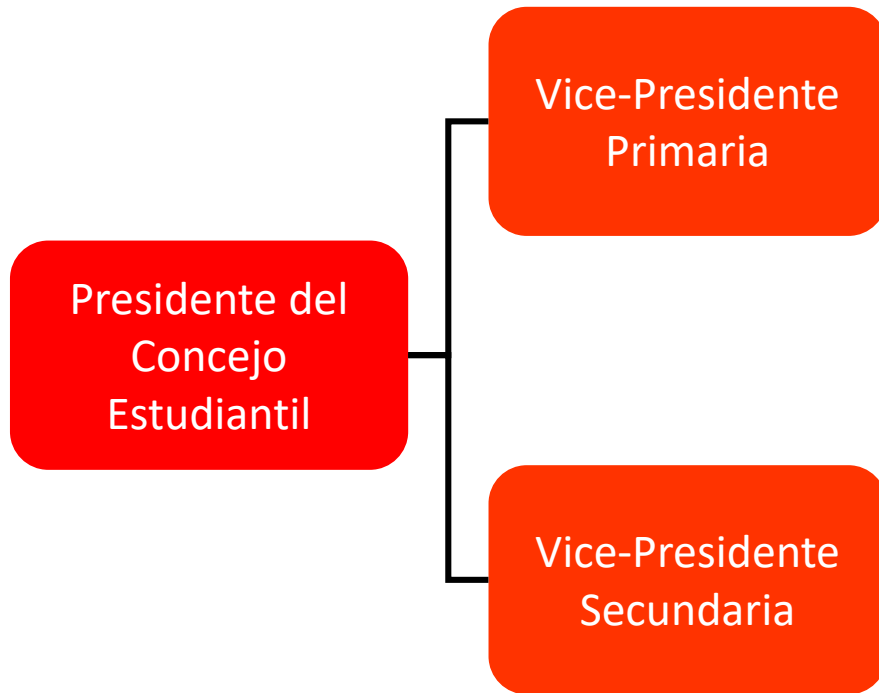 Presidente del
Concejo
Estudiantil
Vice-Presidente
Primaria
Vice-Presidente
Secundaria